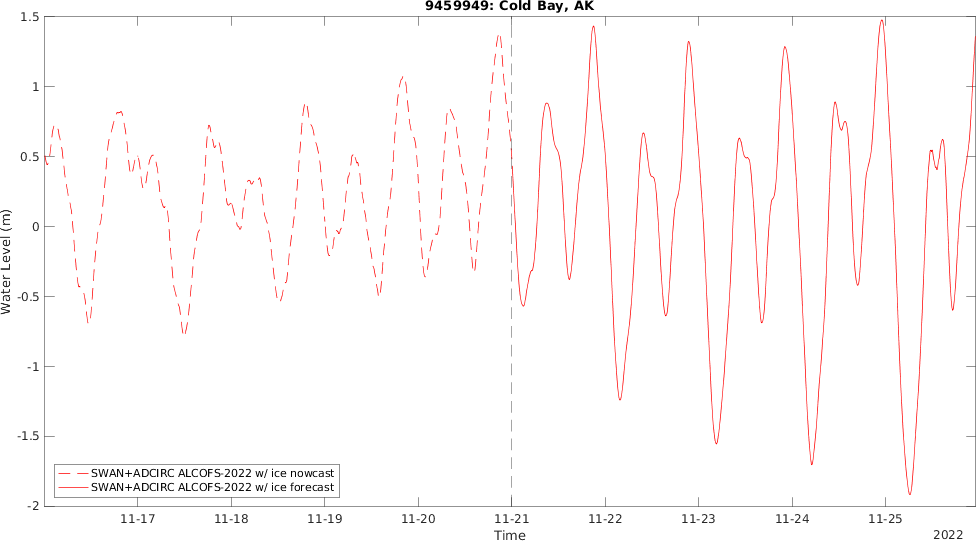 9459949: Cold Bay, AK
1.5
1
0.5
0
-0.5
-1
-1.5
-2
Water Level (m)
SWAN+ADCIRC ALCOFS-2022 w/ ice nowcast
SWAN+ADCIRC ALCOFS-2022 w/ ice forecast
11-17 11-18 11-19 11-20 11-21 11-22 11-23 11-24 11-25
Time
2022